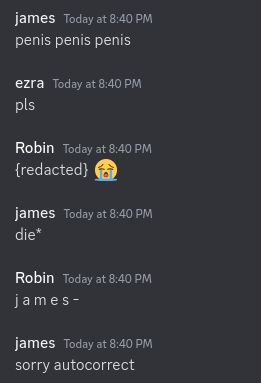 james Today at 8:40 PM
penis penis penis
ezra Today at 8:40 PM
pls
Robin Today at 8:40 PM
{redacted} 😭
james Today at 8:40 PM
die*
Robin Today at 8:40 PM
j a m e s -
james Today at 8:40 PM
sorry autocorrect